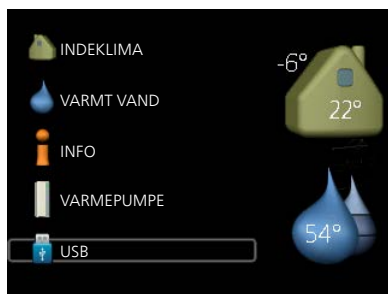 INDEKLIMA
-6°
22°
VARMT VAND
INFO
VARMEPUMPE
54°
USB